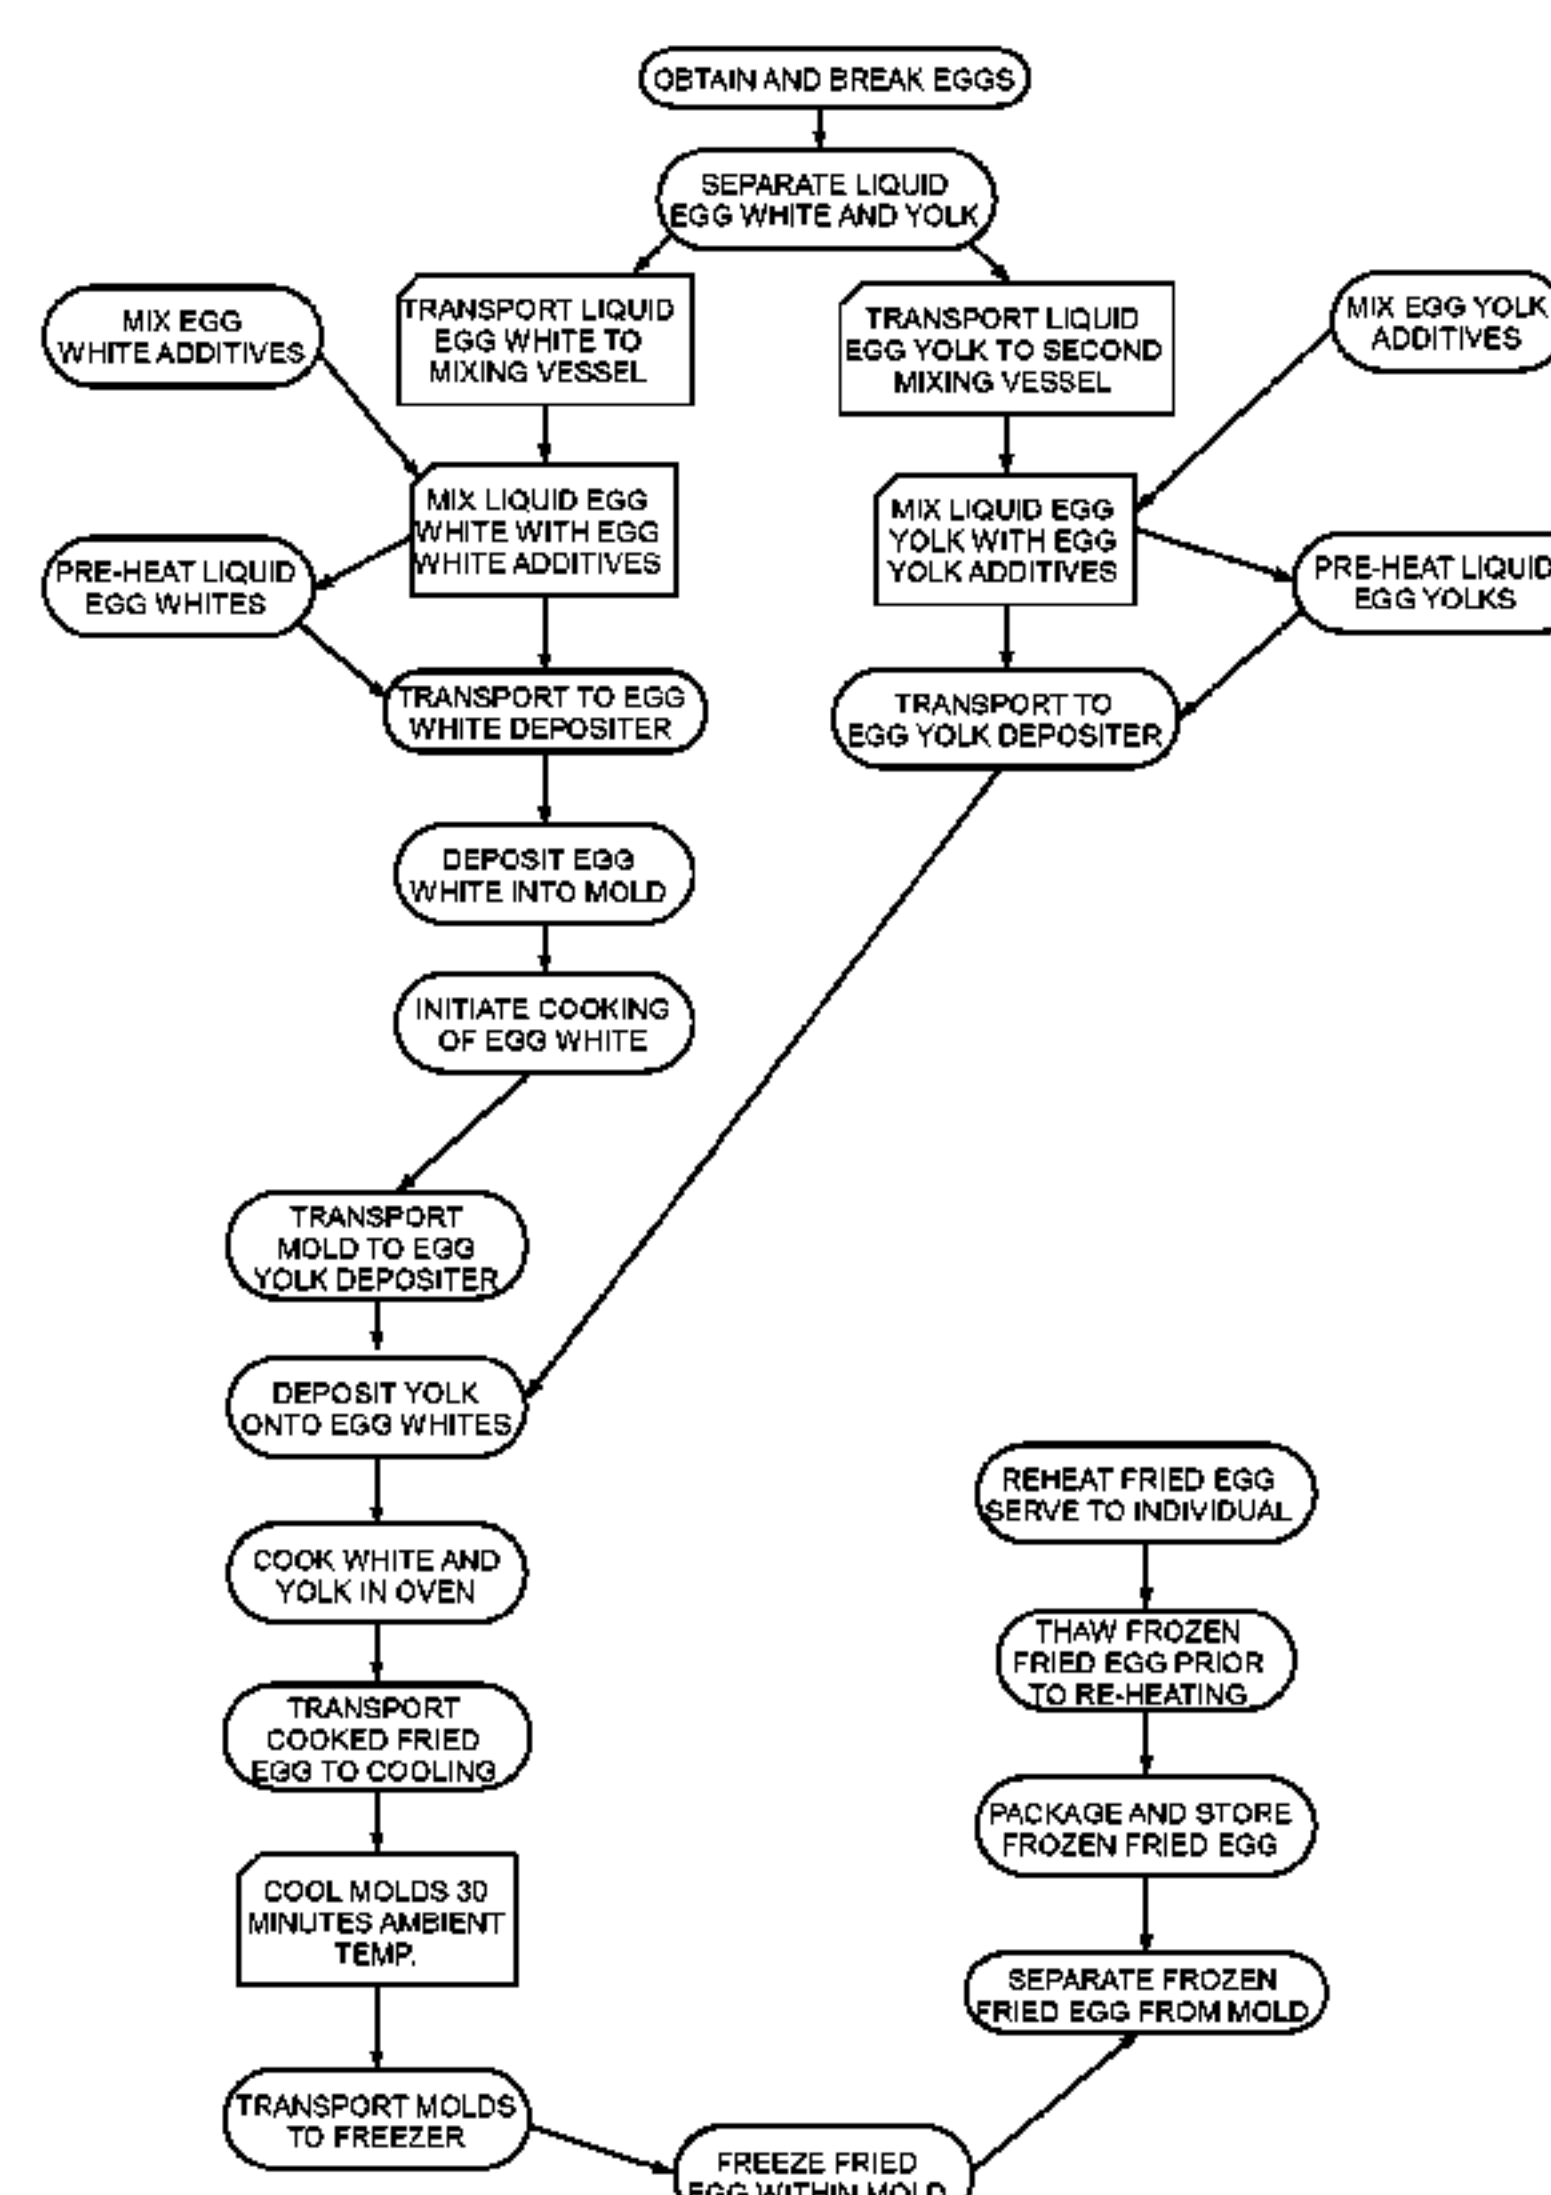 OBTAIN AND BREAK EGGS
SEPARATE LIQUID
EGG WHITE AND YOLK
MIX EGG
WHITE ADDITIVES
TRANSPORT LIQUID
EGG WHITE TO
MIXING VESSEL
TRANSPORT LIQUID
EGG YOLK TO SECOND
MIXING VESSEL
MIX EGG YOLK
ADDITIVES
MIX LIQUID EGG
WHITE WITH EGG
WHITE ADDITIVES
MIX LIQUID EGG
YOLK WITH EGG
YOLK ADDITIVES
PRE-HEAT LIQUID
EGG WHITES
PRE-HEAT LIQUID
EGG YOLKS
TRANSPORT TO EGG
WHITE DEPOSITER
TRANSPORT TO
EGG YOLK DEPOSITER
DEPOSIT EGG
WHITE INTO MOLD
INITIATE COOKING
OF EGG WHITE
TRANSPORT
MOLD TO EGG
YOLK DEPOSITER
DEPOSIT YOLK
ONTO EGG WHITES
COOK WHITE AND
YOLK IN OVEN
TRANSPORT
COOKED FRIED
EGG TO COOLING
COOL MOLDS 30
MINUTES AMBIENT
TEMP.
TRANSPORT MOLDS
TO FREEZER
FREEZE FRIED
EGG WITHIN MOLD
REHEAT FRIED EGG
SERVE TO INDIVIDUAL
THAW FROZEN
FRIED EGG PRIOR
TO RE-HEATING
PACKAGE AND STORE
FROZEN FRIED EGG
SEPARATE FROZEN
FRIED EGG FROM MOLD